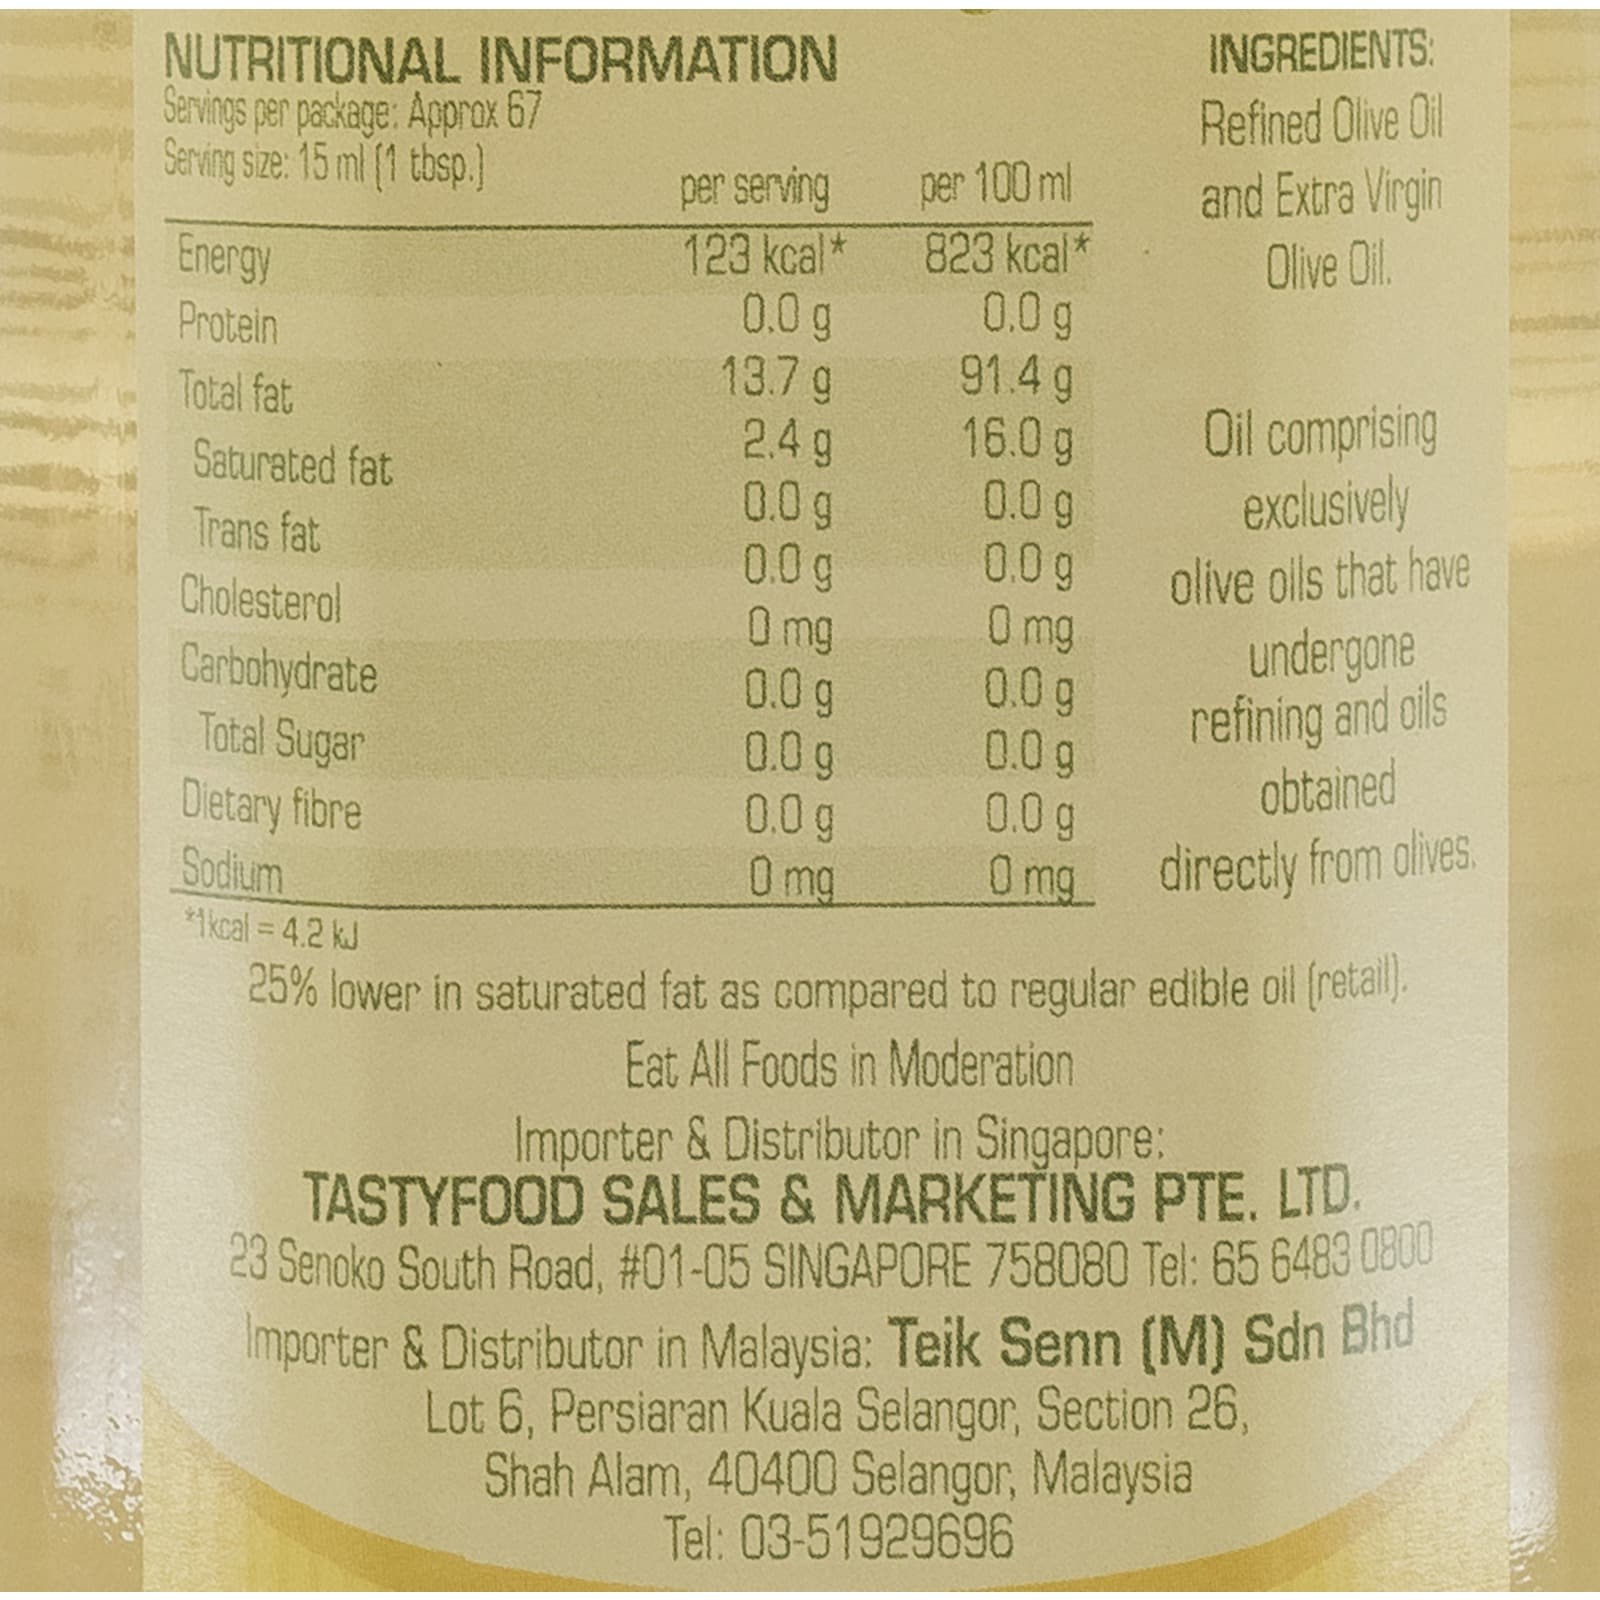 NUTRITIONAL INFORMATION
Servings per package: Approx 67
Serving size: 15 ml (1 tbsp.)
per serving per 100 ml
Energy 123 kcal* 823 kcal*
Protein 0.0 g 0.0 g
Total fat 13.7 g 91.4 g
Saturated fat 2.4 g 16.0 g
Trans fat 0.0 g 0.0 g
0.0 g 0.0 g
Cholesterol 0 mg 0 mg
Carbohydrate 0.0 g 0.0 g
Total Sugar 0.0 g 0.0 g
Dietary fibre 0.0 g 0.0 g
Sodium 0 mg 0 mg
*1kcal = 4.2 kJ
INGREDIENTS:
Refined Olive Oil
and Extra Virgin
Olive Oil.
Oil comprising
exclusively
olive oils that have
undergone
refining and oils
obtained
directly from olives.
25% lower in saturated fat as compared to regular edible oil (retail).
Eat All Foods in Moderation
Importer & Distributor in Singapore:
TASTYFOOD SALES & MARKETING PTE. LTD.
23 Senoko South Road, #01-05 SINGAPORE 758080 Tel: 65 6483 0800
Importer & Distributor in Malaysia: Teik Senn (M) Sdn Bhd
Lot 6, Persiaran Kuala Selangor, Section 26,
Shah Alam, 40400 Selangor, Malaysia
Tel: 03-51929696